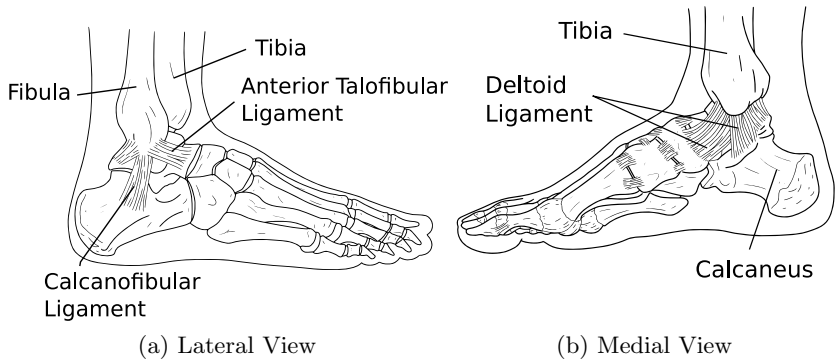 Tibia
Fibula
Anterior Talofibular
Ligament
Calcanofibular
Ligament
(a) Lateral View
Tibia
Deltoid
Ligament
Calcaneus
(b) Medial View